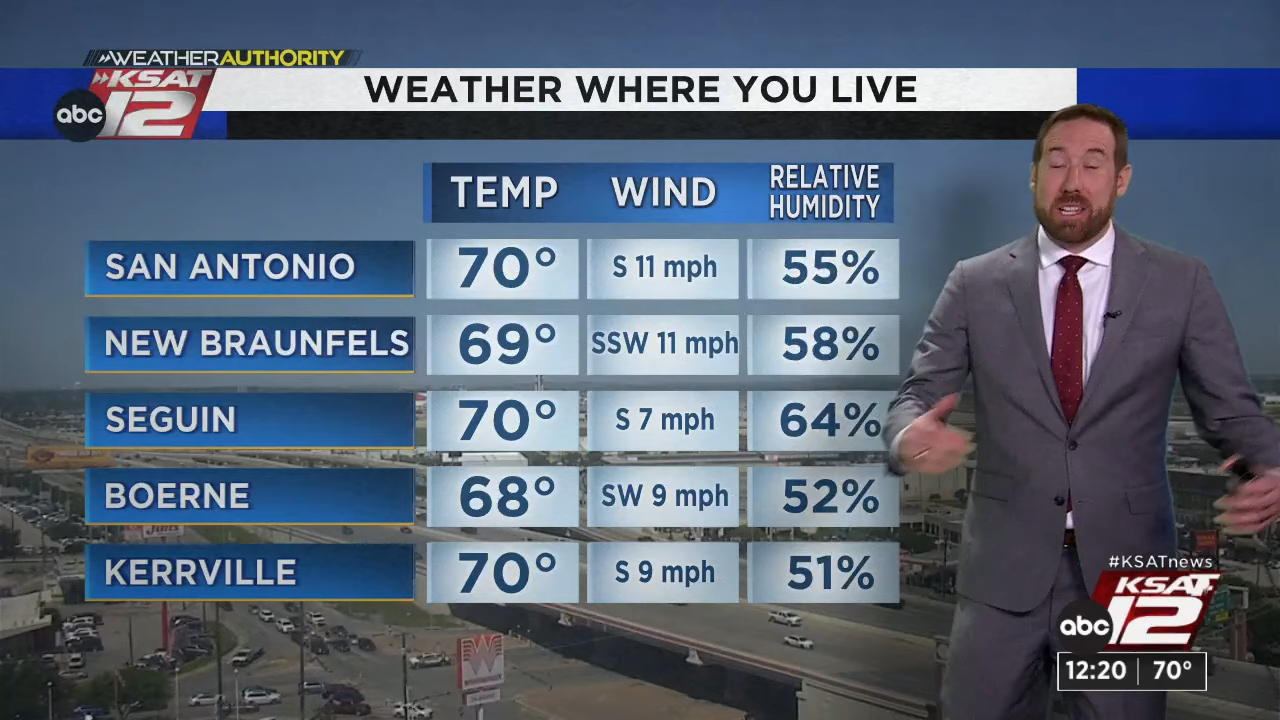 WEATHERAUTHORITY
KSAT
abc 12
WEATHER WHERE YOU LIVE
TEMP WIND RELATIVE HUMIDITY
SAN ANTONIO 70° S 11 mph 55%
NEW BRAUNFELS 69° SSW 11 mph 58%
SEGUIN 70° S 7 mph 64%
BOERNE 68° SW 9 mph 52%
KERRVILLE 70° S 9 mph 51%
#KSATnews
KSAT
abc 12
12:20 70°